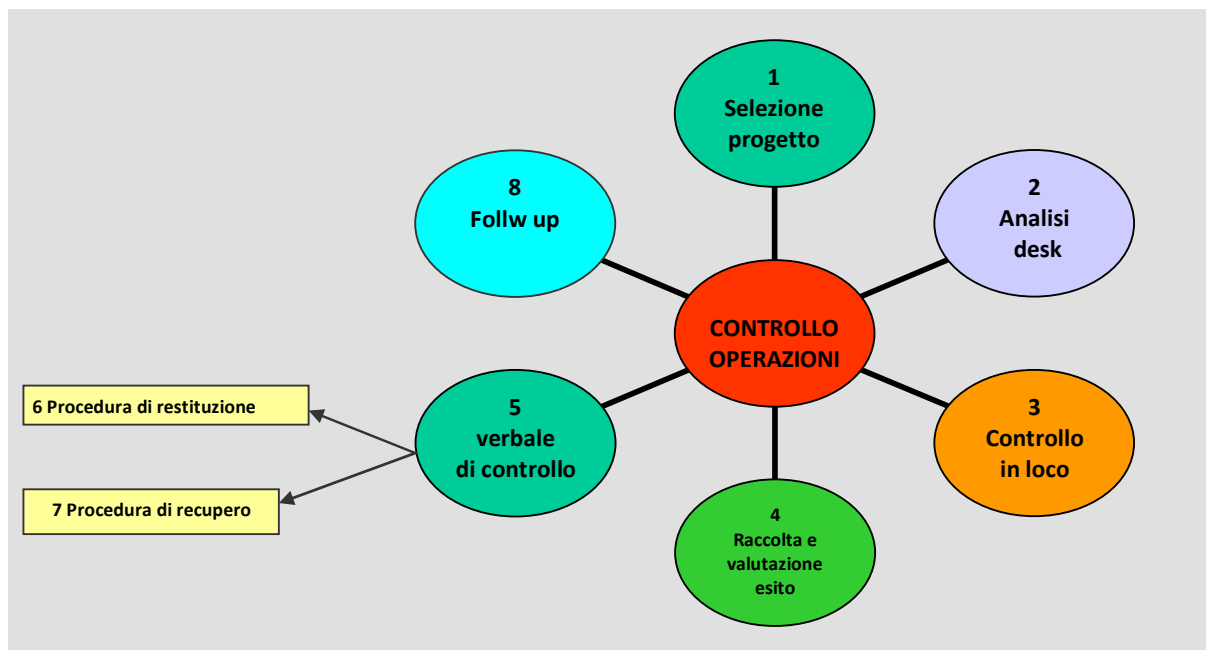 1
Selezione
progetto
8
Follw up
2
Analisi
desk
CONTROLLO
OPERAZIONI
6 Procedura di restituzione
5
verbale
di controllo
3
Controllo
in loco
7 Procedura di recupero
4
Raccolta e
valutazione
esito